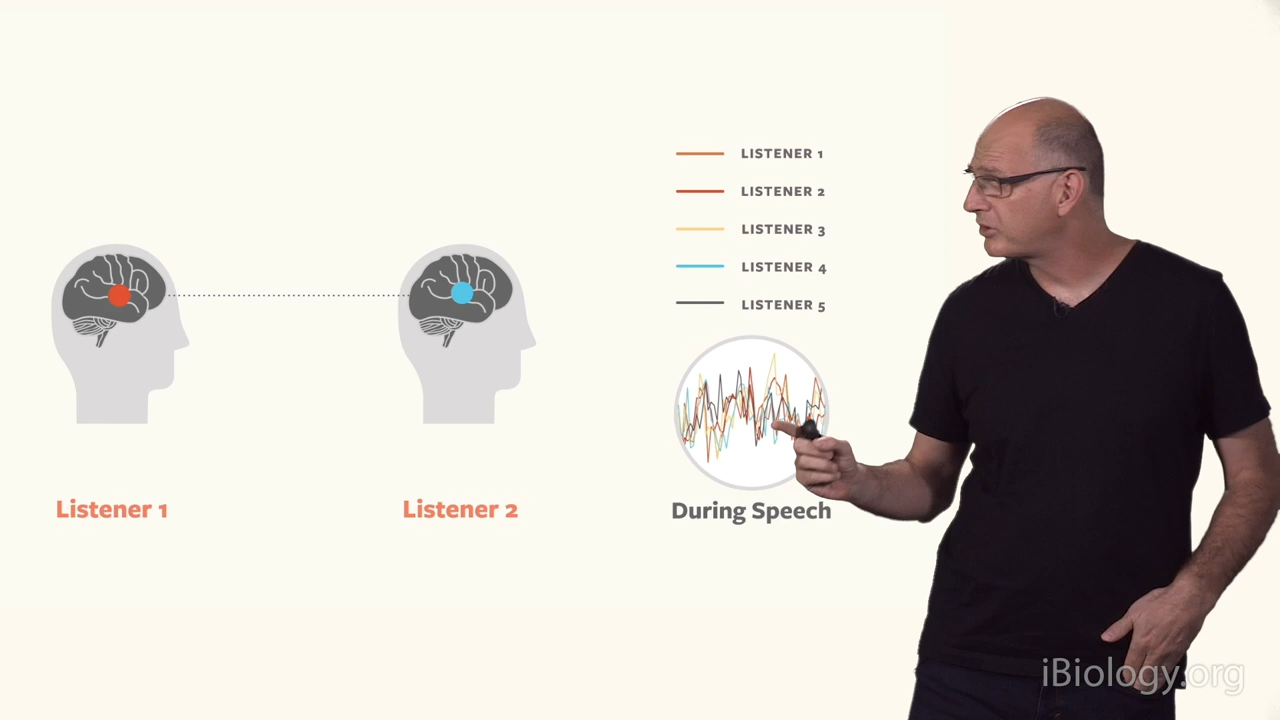 LISTENER 1
LISTENER 2
LISTENER 3
LISTENER 4
LISTENER 5
Listener 1
Listener 2
During Speech
iBiology.org